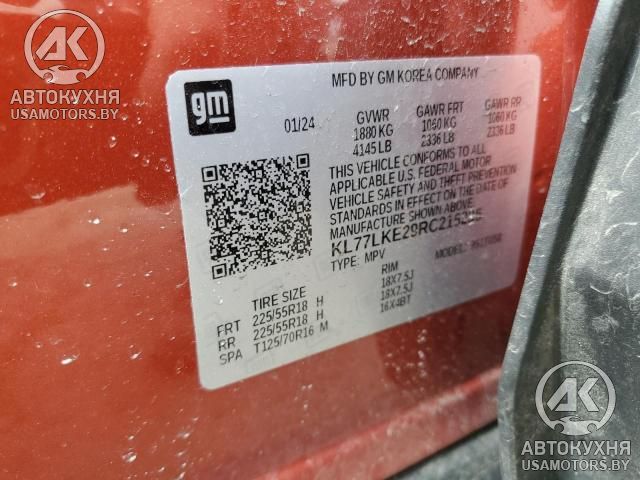 AK
АВТОКУХНЯ
USAMOTORS.BY
gm
MFD BY GM KOREA COMPANY
01/24
GVWR GAWR FRT GAWR RR
1880 KG 1060 KG 1060 KG
4145 LB 2336 LB 2336 LB
THIS VEHICLE CONFORMS TO ALL
APPLICABLE U.S. FEDERAL MOTOR
VEHICLE SAFETY AND THEFT PREVENTION
STANDARDS IN EFFECT ON THE DATE OF
MANUFACTURE SHOWN ABOVE.
TYPE: MPV MODEL:
TIRE SIZE RIM
FRT 225/55R18 H 18X7.5J
RR 225/55R18 H 18X7.5J
SPA T125/70R16 M 16X4BT
AK
АВТОКУХНЯ
USAMOTORS.BY